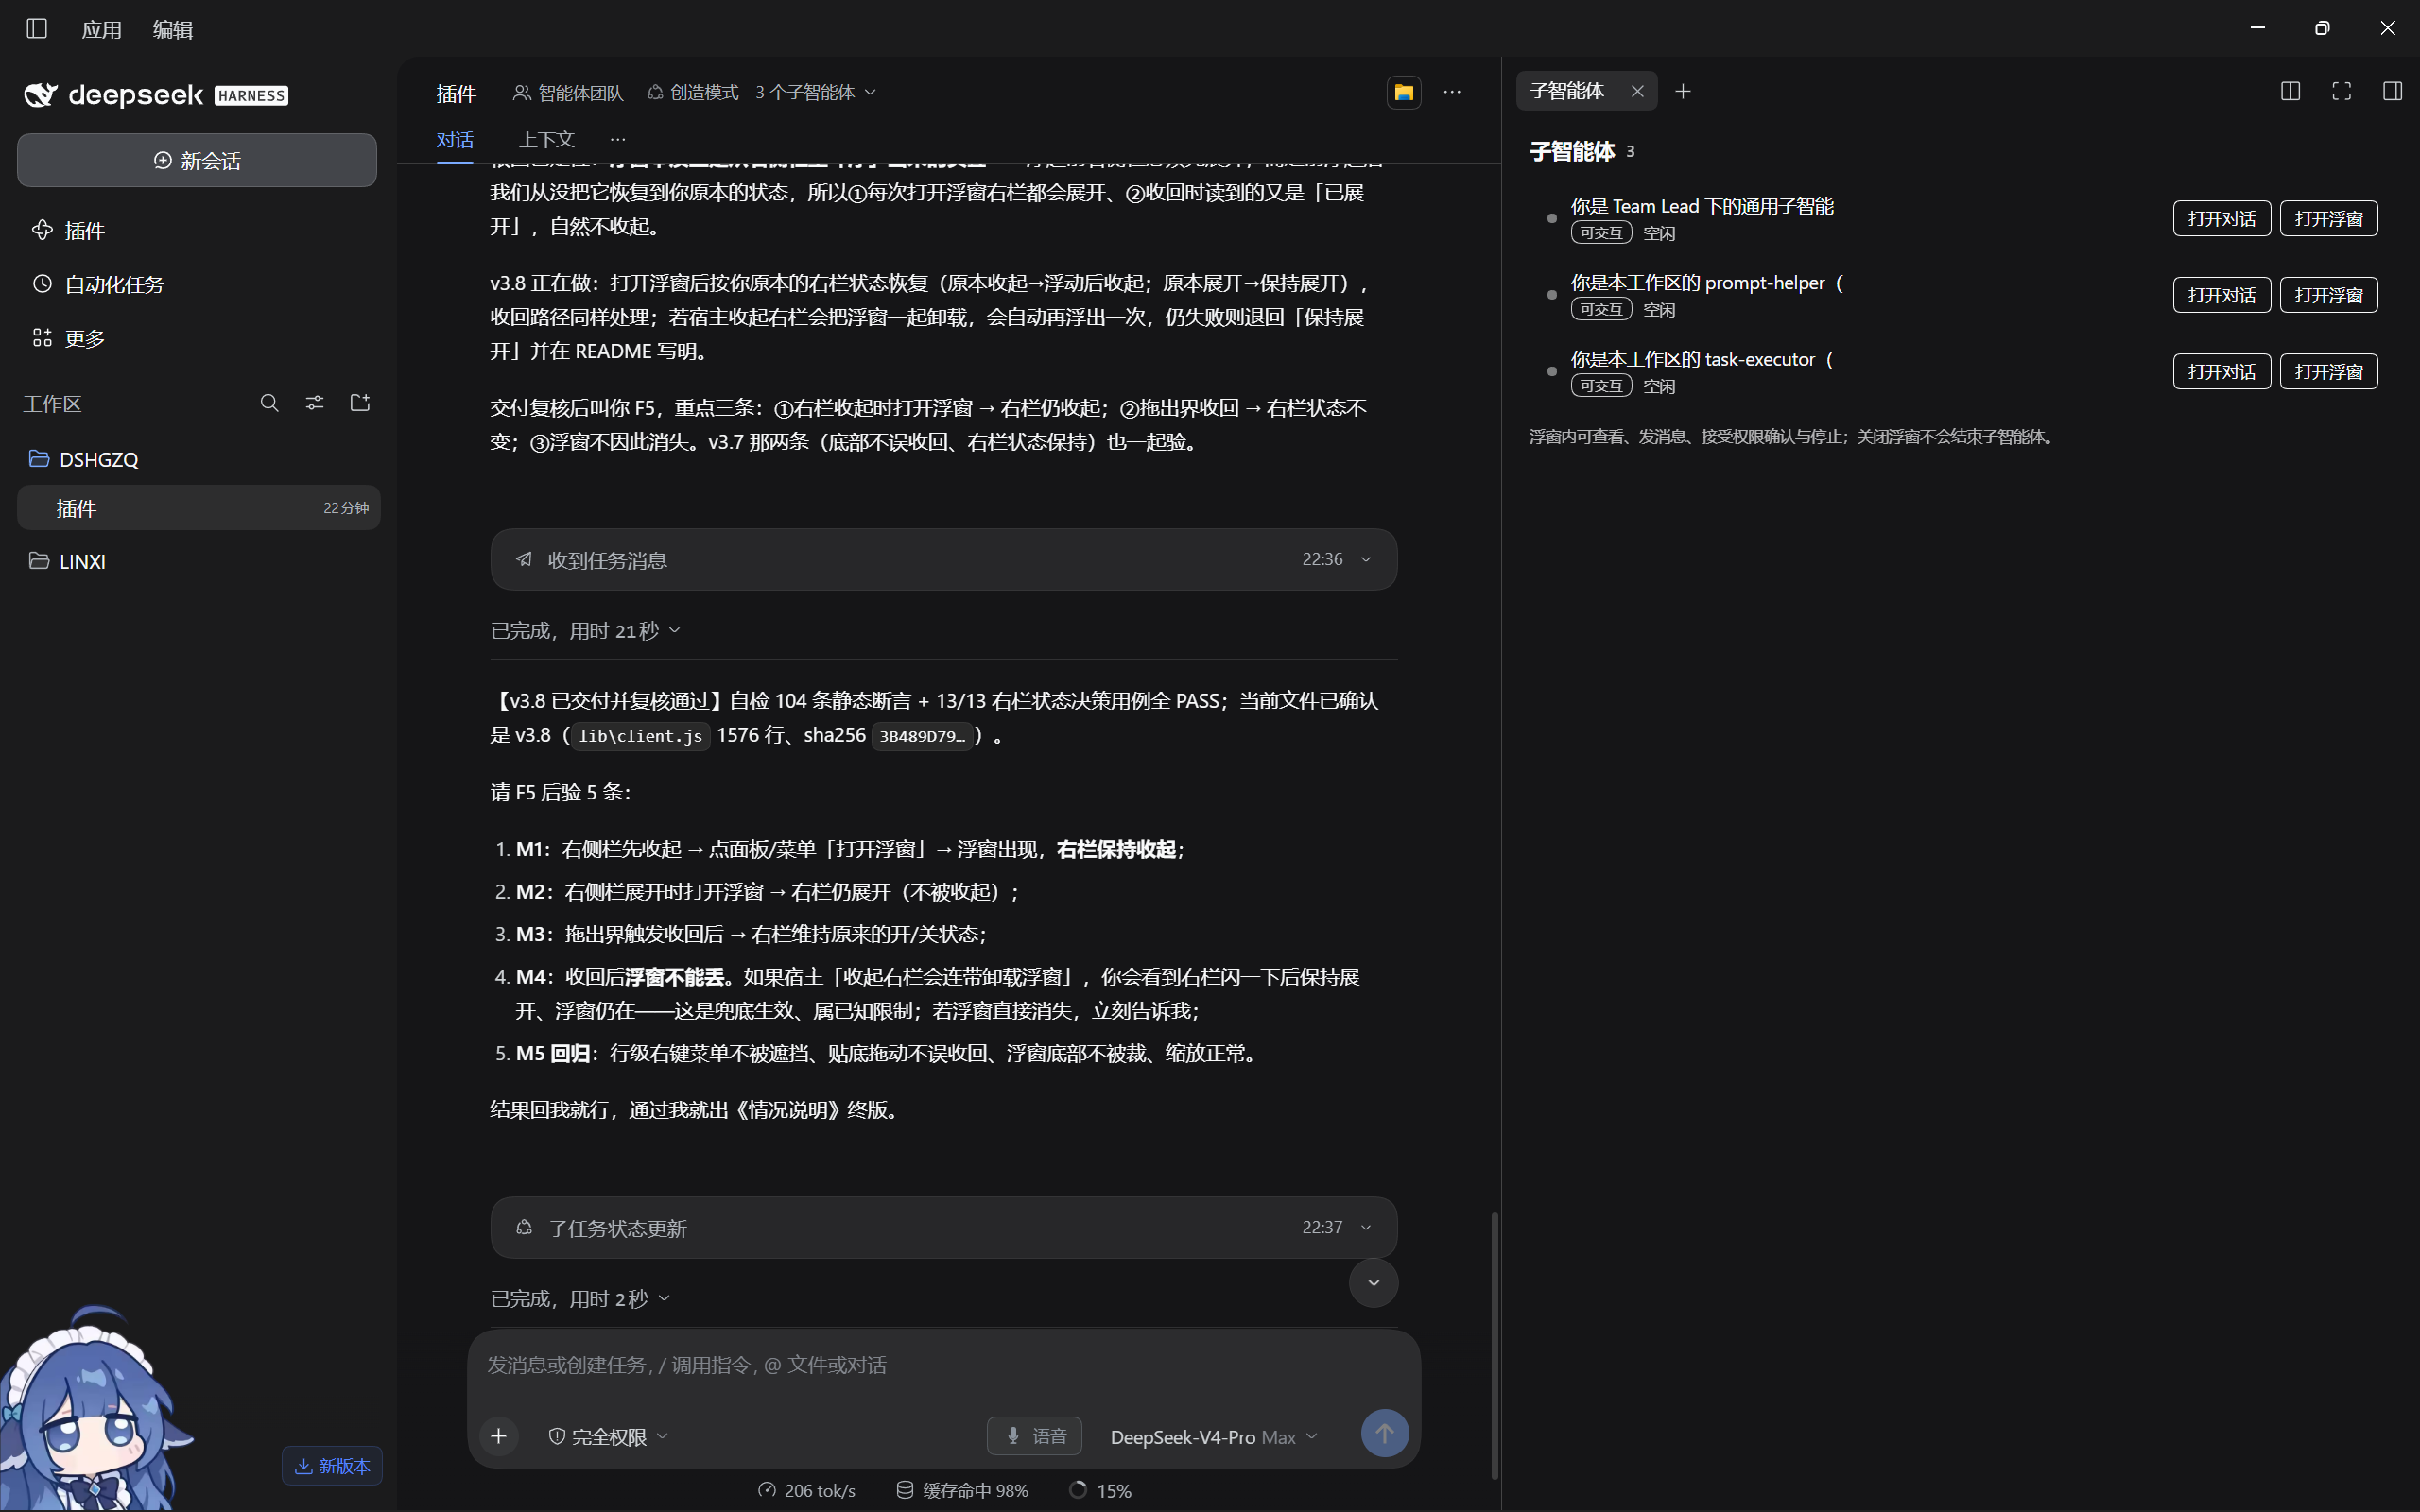 应用 编辑
deepseek HARNESS
新会话
插件
自动化任务
更多
工作区
DSHGZQ
插件 22分钟
LINXI
新版本
插件 智能体团队 创造模式 3 个子智能体
对话 上下文
我们从没把它恢复到你原本的状态，所以①每次打开浮窗右栏都会展开、②收回时读到的又是「已展
开」，自然不收起。
v3.8 正在做：打开浮窗后按你原本的右栏状态恢复（原本收起→浮动后收起；原本展开→保持展开），
收回路径同样处理；若宿主收起右栏会把浮窗一起卸载，会自动再浮出一次，仍失败则退回「保持展
开」并在 README 写明。
交付复核后叫你 F5，重点三条：①右栏收起时打开浮窗 → 右栏仍收起；②拖出界收回 → 右栏状态不
变；③浮窗不因此消失。v3.7 那两条（底部不误收回、右栏状态保持）也一起验。
收到任务消息 22:36
已完成，用时 21秒
【v3.8 已交付并复核通过】自检 104 条静态断言 + 13/13 右栏状态决策用例全 PASS；当前文件已确认
是 v3.8（ lib\client.js 1576 行、sha256 3B489D79… ）。
请 F5 后验 5 条：
1. M1：右侧栏先收起 → 点面板/菜单「打开浮窗」→ 浮窗出现，右栏保持收起；
2. M2：右侧栏展开时打开浮窗 → 右栏仍展开（不被收起）；
3. M3：拖出界触发收回后 → 右栏维持原来的开/关状态；
4. M4：收回后浮窗不能丢。如果宿主「收起右栏会连带卸载浮窗」，你会看到右栏闪一下后保持展
开、浮窗仍在——这是兜底生效、属已知限制；若浮窗直接消失，立刻告诉我；
5. M5 回归：行级右键菜单不被遮挡、贴底拖动不误收回、浮窗底部不被裁、缩放正常。
结果回我就行，通过我就出《情况说明》终版。
子任务状态更新 22:37
已完成，用时 2秒
发消息或创建任务, / 调用指令, @ 文件或对话
完全权限 语音 DeepSeek-V4-Pro Max
206 tok/s 缓存命中 98% 15%
子智能体
子智能体 3
你是 Team Lead 下的通用子智能
可交互 空闲 打开对话 打开浮窗
你是本工作区的 prompt-helper（
可交互 空闲 打开对话 打开浮窗
你是本工作区的 task-executor（
可交互 空闲 打开对话 打开浮窗
浮窗内可查看、发消息、接受权限确认与停止；关闭浮窗不会结束子智能体。